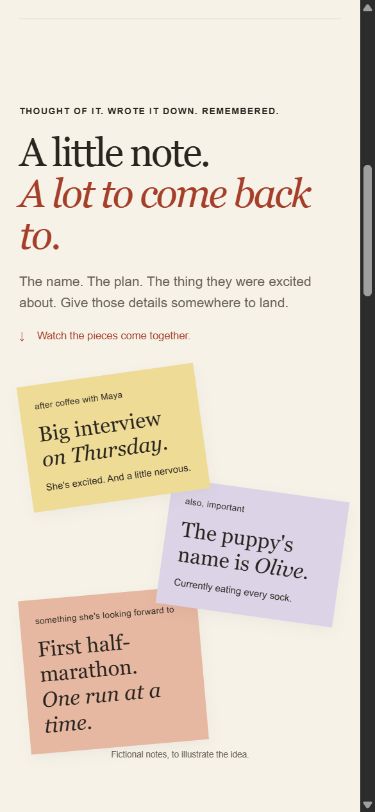 THOUGHT OF IT. WROTE IT DOWN. REMEMBERED.
A little note.
A lot to come back
to.
The name. The plan. The thing they were excited
about. Give those details somewhere to land.
↓ Watch the pieces come together.
after coffee with Maya
Big interview
on Thursday.
She's excited. And a little nervous.
also, important
The puppy's
name is Olive.
Currently eating every sock.
something she's looking forward to
First half-
marathon.
One run at a
time.
Fictional notes, to illustrate the idea.